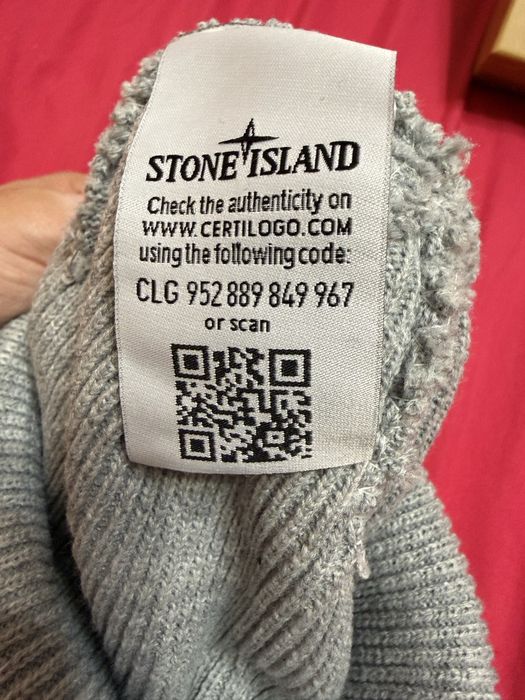 STONE ISLAND
Check the authenticity on
WWW.CERTILOGO.COM
using the following code:
CLG 952 889 849 967
or scan